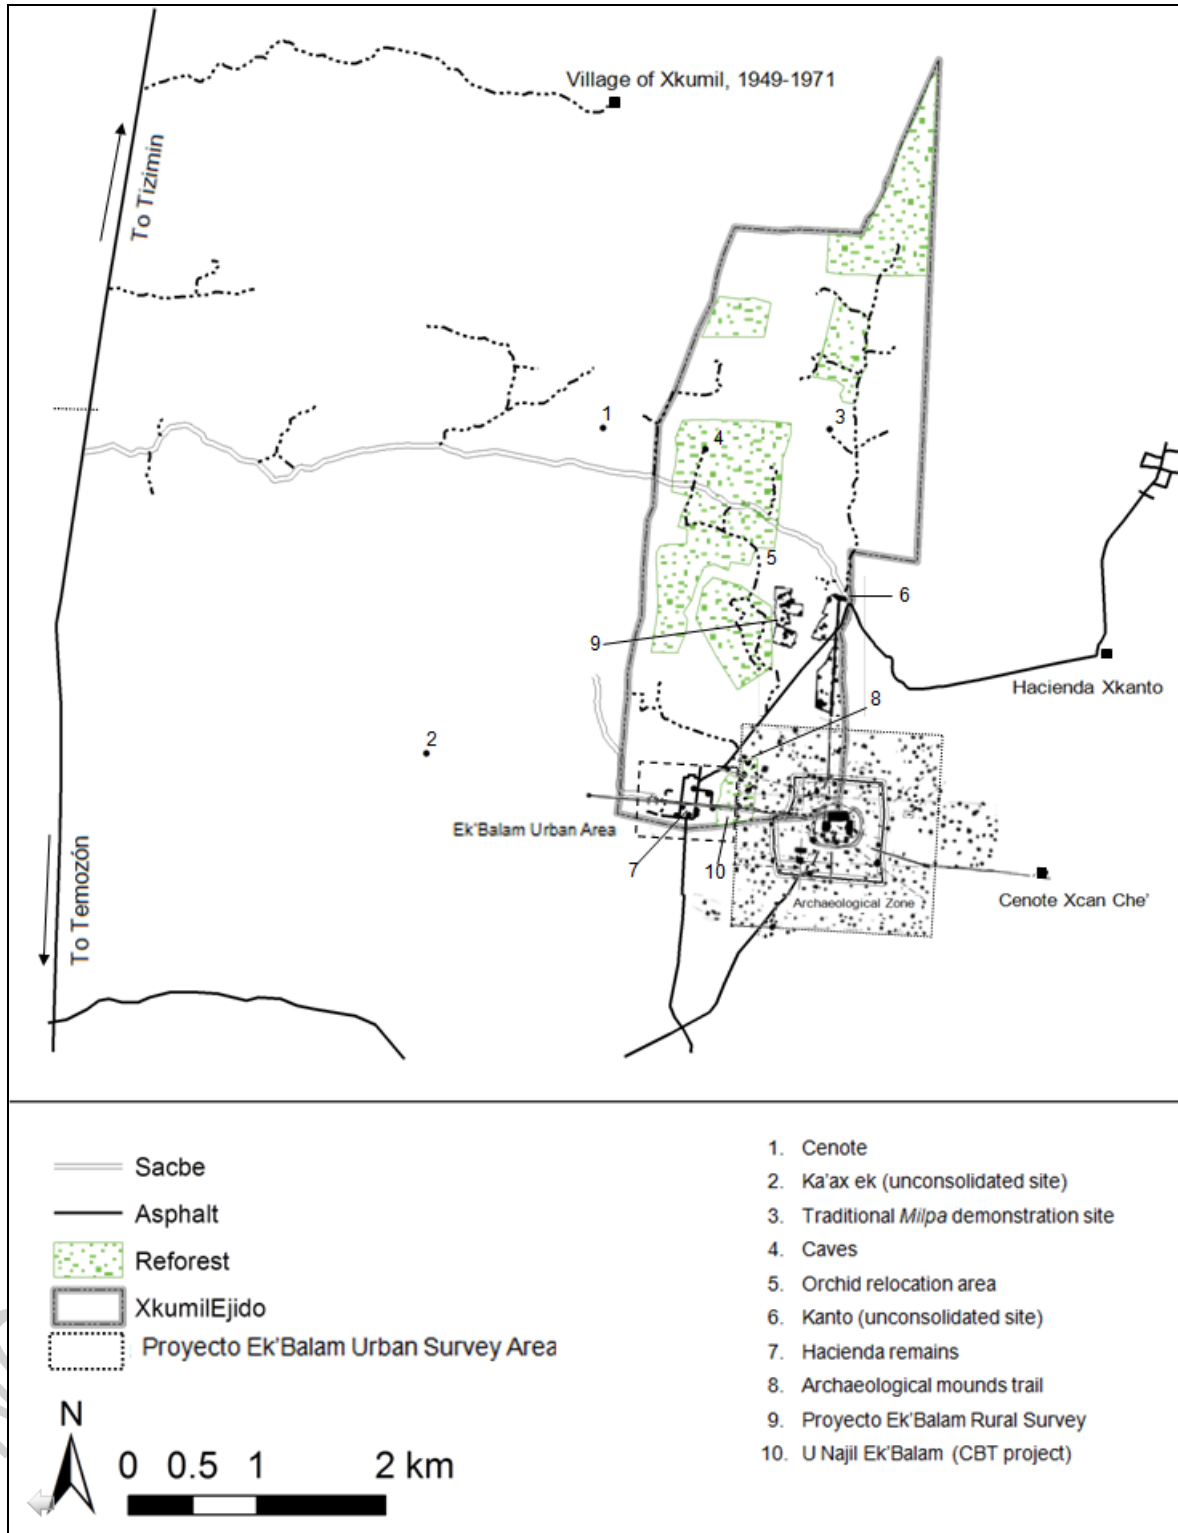 Village of Xkumil, 1949-1971
To Tizimin
1
3
4
5
6
9
Hacienda Xkanto
8
2
Ek'Balam Urban Area
7
10
Archaeological Zone
Cenote Xcan Che'
To Temozón
Sacbe
Asphalt
Reforest
XkumilEjido
Proyecto Ek'Balam Urban Survey Area
N
0 0.5 1 2 km
1. Cenote
2. Ka'ax ek (unconsolidated site)
3. Traditional Milpa demonstration site
4. Caves
5. Orchid relocation area
6. Kanto (unconsolidated site)
7. Hacienda remains
8. Archaeological mounds trail
9. Proyecto Ek'Balam Rural Survey
10. U Najil Ek'Balam (CBT project)